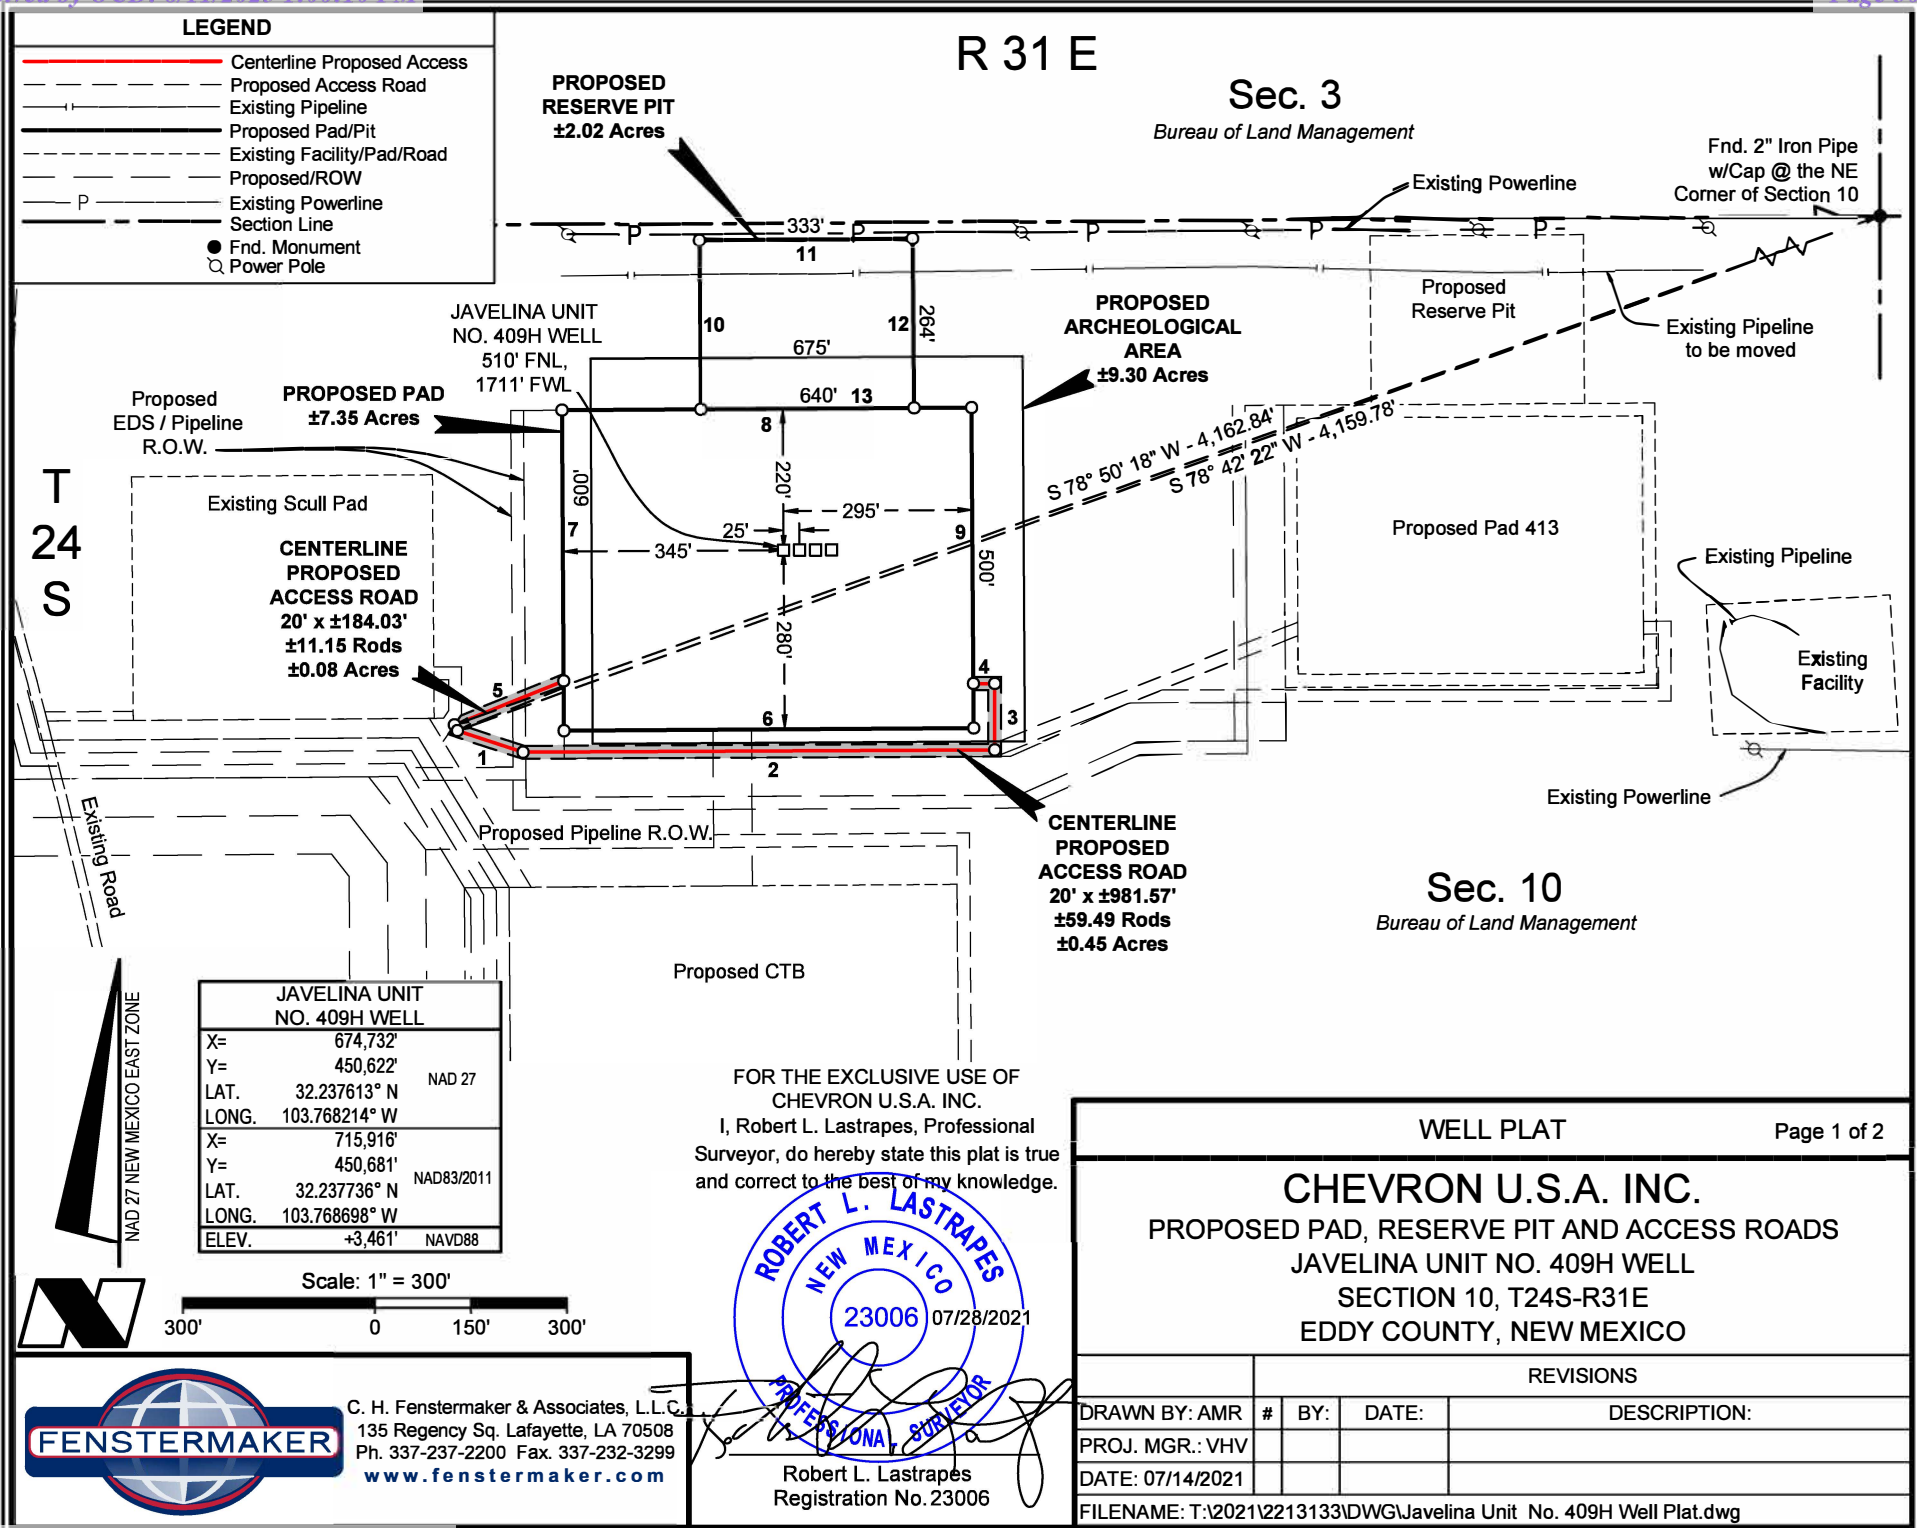 LEGEND
Centerline Proposed Access
Proposed Access Road
Existing Pipeline
Proposed Pad/Pit
Existing Facility/Pad/Road
Proposed/ROW
P
Existing Powerline
Section Line
Fnd. Monument
Power Pole
R 31 E
Sec. 3
Bureau of Land Management
PROPOSED
RESERVE PIT
±2.02 Acres
Fnd. 2" Iron Pipe
w/Cap @ the NE
Corner of Section 10
Existing Powerline
333'
P P P P P
11
10
12
264'
Proposed
Reserve Pit
Existing Pipeline
to be moved
JAVELINA UNIT
NO. 409H WELL
510' FNL,
1711' FWL
PROPOSED
ARCHEOLOGICAL
AREA
±9.30 Acres
675'
640'
13
8
Proposed
EDS / Pipeline
R.O.W.
PROPOSED PAD
±7.35 Acres
T
24
S
Existing Scull Pad
600'
7
220'
295'
25'
345'
9
500'
280'
S 78° 50' 18" W - 4,162.84'
S 78° 42' 22" W - 4,159.78'
Proposed Pad 413
Existing Pipeline
Existing
Facility
Existing Powerline
CENTERLINE
PROPOSED
ACCESS ROAD
20' x ±184.03'
±11.15 Rods
±0.08 Acres
5
4
3
6
1
2
Existing Road
Proposed Pipeline R.O.W.
CENTERLINE
PROPOSED
ACCESS ROAD
20' x ±981.57'
±59.49 Rods
±0.45 Acres
Sec. 10
Bureau of Land Management
Proposed CTB
NAD 27 NEW MEXICO EAST ZONE
JAVELINA UNIT
NO. 409H WELL
X= 674,732'
Y= 450,622'
NAD 27
LAT. 32.237613° N
LONG. 103.768214° W
X= 715,916'
Y= 450,681'
NAD83/2011
LAT. 32.237736° N
LONG. 103.768698° W
ELEV. +3,461' NAVD88
Scale: 1" = 300'
300' 0 150' 300'
FOR THE EXCLUSIVE USE OF
CHEVRON U.S.A. INC.
I, Robert L. Lastrapes, Professional
Surveyor, do hereby state this plat is true
and correct to the best of my knowledge.
ROBERT L. LASTRAPES
NEW MEXICO
23006
07/28/2021
PROFESSIONAL SURVEYOR
Robert L. Lastrapes
Registration No. 23006
FENSTERMAKER
C. H. Fenstermaker & Associates, L.L.C.
135 Regency Sq. Lafayette, LA 70508
Ph. 337-237-2200 Fax. 337-232-3299
www.fenstermaker.com
WELL PLAT
Page 1 of 2
CHEVRON U.S.A. INC.
PROPOSED PAD, RESERVE PIT AND ACCESS ROADS
JAVELINA UNIT NO. 409H WELL
SECTION 10, T24S-R31E
EDDY COUNTY, NEW MEXICO
REVISIONS
DRAWN BY: AMR # BY: DATE: DESCRIPTION:
PROJ. MGR.: VHV
DATE: 07/14/2021
FILENAME: T:\2021\2213133\DWG\Javelina Unit No. 409H Well Plat.dwg